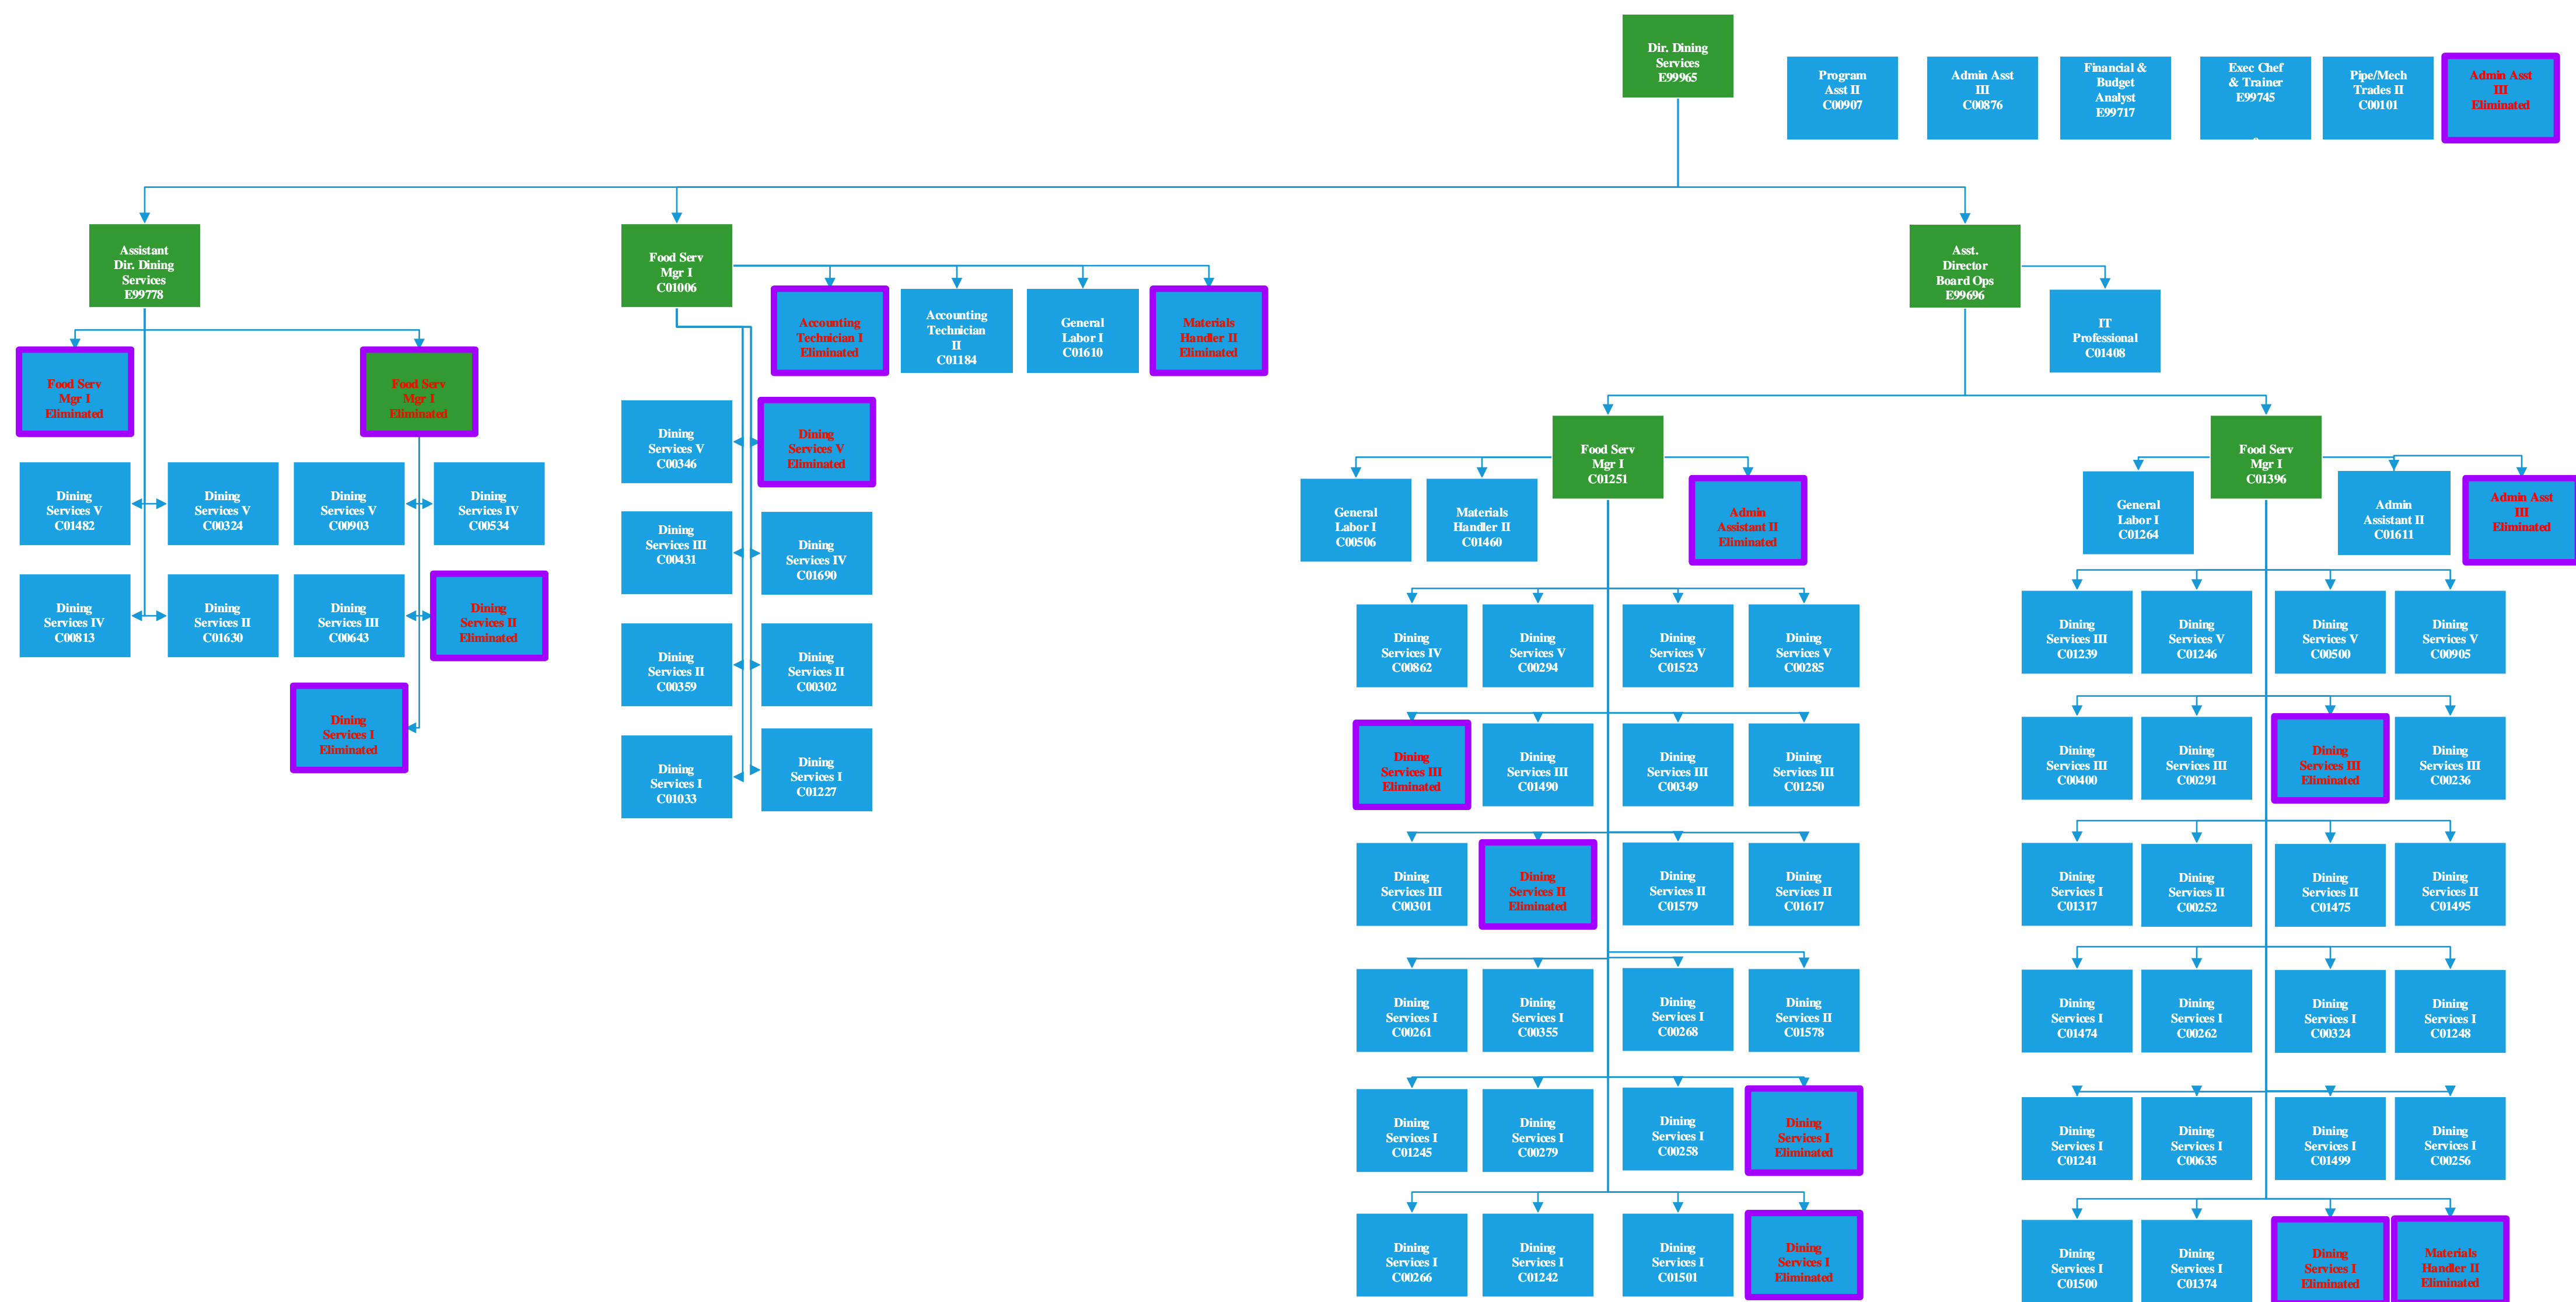 Dir. Dining
Services
E99965
Program
Asst II
C00907
Admin Asst
III
C00876
Financial &
Budget
Analyst
E99717
Exec Chef
& Trainer
E99745
Pipe/Mech
Trades II
C00101
Admin Asst
III
Eliminated
Assistant
Dir. Dining
Services
E99778
Food Serv
Mgr I
C01006
Asst.
Director
Board Ops
E99696
Accounting
Technician I
Eliminated
Accounting
Technician
II
C01184
General
Labor I
C01610
Materials
Handler II
Eliminated
IT
Professional
C01408
Food Serv
Mgr I
Eliminated
Food Serv
Mgr I
Eliminated
Dining
Services V
C01482
Dining
Services V
C00324
Dining
Services V
C00903
Dining
Services IV
C00534
Dining
Services IV
C00813
Dining
Services II
C01630
Dining
Services III
C00643
Dining
Services II
Eliminated
Dining
Services I
Eliminated
Dining
Services V
C00346
Dining
Services V
Eliminated
Dining
Services III
C00431
Dining
Services IV
C01690
Dining
Services II
C00359
Dining
Services II
C00302
Dining
Services I
C01033
Dining
Services I
C01227
Food Serv
Mgr I
C01251
General
Labor I
C00506
Materials
Handler II
C01460
Admin
Assistant II
Eliminated
Dining
Services IV
C00862
Dining
Services V
C00294
Dining
Services V
C01523
Dining
Services V
C00285
Dining
Services III
Eliminated
Dining
Services III
C01490
Dining
Services III
C00349
Dining
Services III
C01250
Dining
Services III
C00301
Dining
Services II
Eliminated
Dining
Services II
C01579
Dining
Services II
C01617
Dining
Services I
C00261
Dining
Services I
C00355
Dining
Services I
C00268
Dining
Services II
C01578
Dining
Services I
C01245
Dining
Services I
C00279
Dining
Services I
C00258
Dining
Services I
Eliminated
Dining
Services I
C00266
Dining
Services I
C01242
Dining
Services I
C01501
Dining
Services I
Eliminated
Food Serv
Mgr I
C01396
General
Labor I
C01264
Admin
Assistant II
C01611
Admin Asst
III
Eliminated
Dining
Services III
C01239
Dining
Services V
C01246
Dining
Services V
C00500
Dining
Services V
C00905
Dining
Services III
C00400
Dining
Services III
C00291
Dining
Services III
Eliminated
Dining
Services III
C00236
Dining
Services I
C01317
Dining
Services II
C00252
Dining
Services II
C01475
Dining
Services II
C01495
Dining
Services I
C01474
Dining
Services I
C00262
Dining
Services I
C00324
Dining
Services I
C01248
Dining
Services I
C01241
Dining
Services I
C00635
Dining
Services I
C01499
Dining
Services I
C00256
Dining
Services I
C01500
Dining
Services I
C01374
Dining
Services I
Eliminated
Materials
Handler II
Eliminated